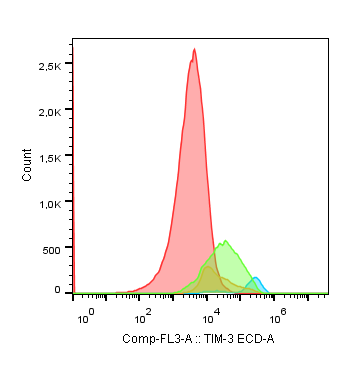 2,5K
2,0K
1,5K
1,0K
500
0
Count
10^0 10^2 10^4 10^6
Comp-FL3-A :: TIM-3 ECD-A